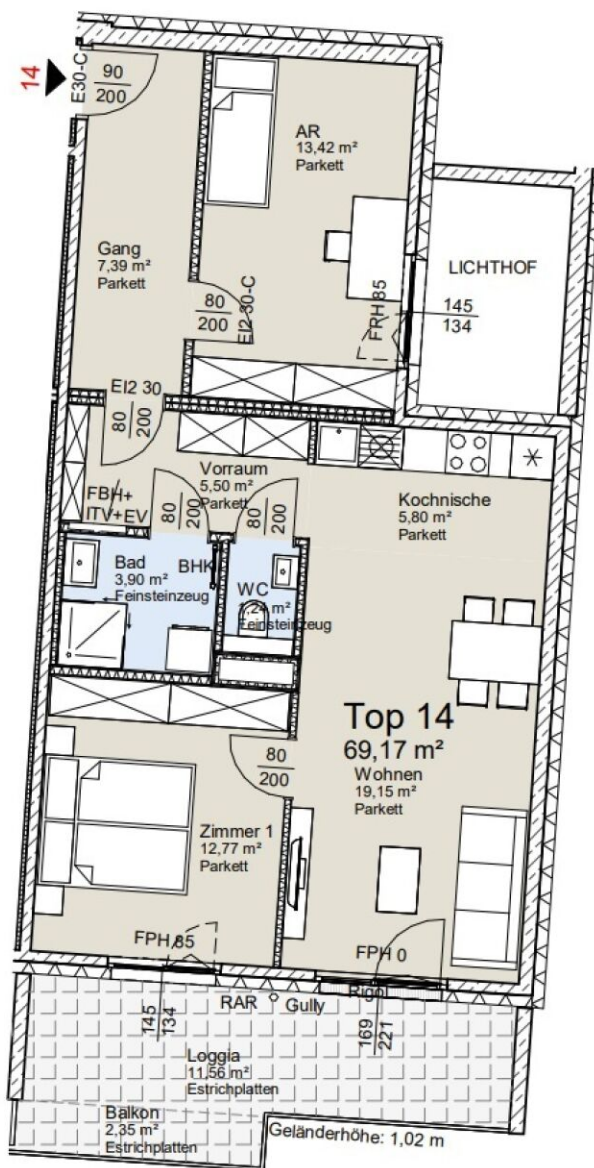 14
E30-C
90
200
AR
13,42 m²
Parkett
Gang
7,39 m²
Parkett
LICHTHOF
145
134
80
200
EI2 30-C
FRH 85
EI2 30
80
200
Vorraum
5,50 m²
Parkett
Kochnische
5,80 m²
Parkett
FBH+
ITV+EV
80
200
80
200
Bad
3,90 m²
Feinsteinzeug
BHK
WC
1,24 m²
Feinsteinzeug
Top 14
69,17 m²
Wohnen
19,15 m²
Parkett
80
200
Zimmer 1
12,77 m²
Parkett
FPH 85
FPH 0
145
134
RAR
Gully
Rigol
169
221
Loggia
11,56 m²
Estrichplatten
Balkon
2,35 m²
Estrichplatten
Geländerhöhe: 1,02 m